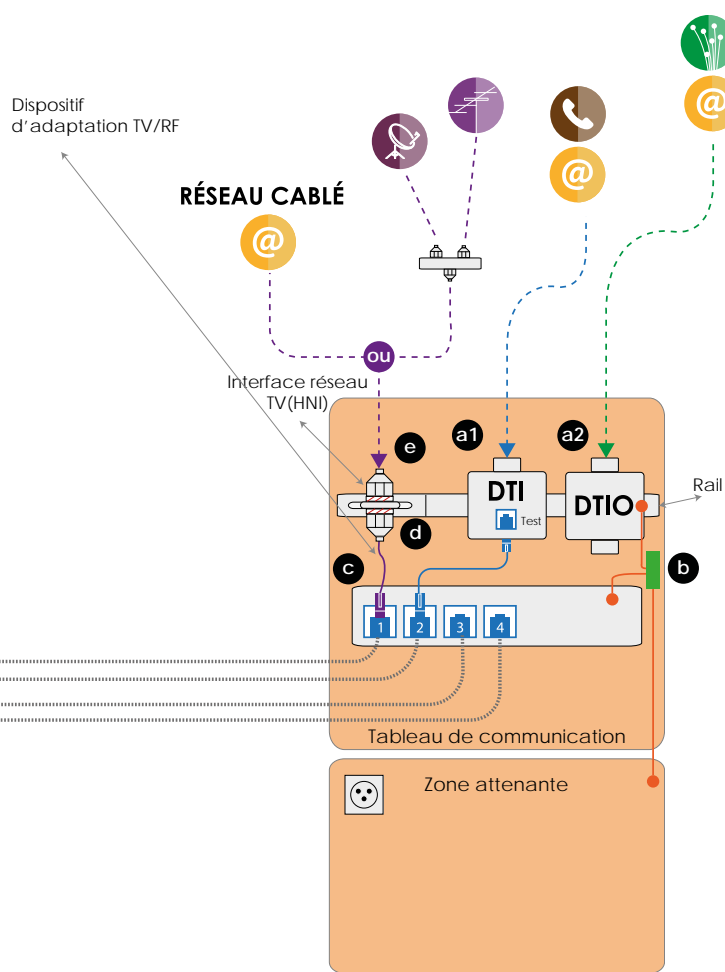 Dispositif
d'adaptation TV/RF
@
@
RÉSEAU CABLÉ
@
ou
Interface réseau
TV(HNI)
e
a1
a2
DTI
Test
DTIO
Rail
d
c
b
1
2
3
4
Tableau de communication
Zone attenante